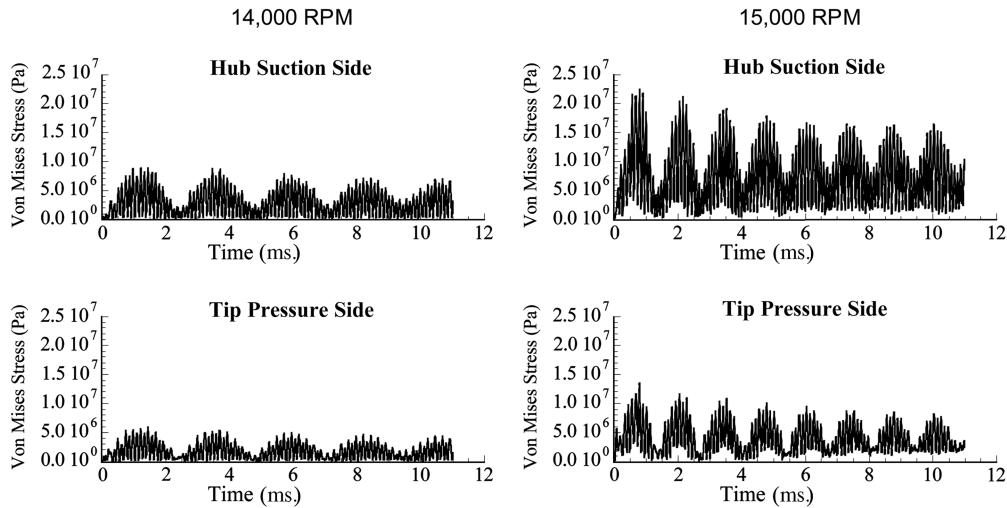 14,000 RPM
15,000 RPM
Hub Suction Side
Von Mises Stress (Pa)
2.5 10^7
2.0 10^7
1.5 10^7
1.0 10^7
5.0 10^6
0.0 10^0
0 2 4 6 8 10 12
Time (ms.)
Hub Suction Side
Von Mises Stress (Pa)
2.5 10^7
2.0 10^7
1.5 10^7
1.0 10^7
5.0 10^6
0.0 10^0
0 2 4 6 8 10 12
Time (ms.)
Tip Pressure Side
Von Mises Stress (Pa)
2.5 10^7
2.0 10^7
1.5 10^7
1.0 10^7
5.0 10^6
0.0 10^0
0 2 4 6 8 10 12
Time (ms.)
Tip Pressure Side
Von Mises Stress (Pa)
2.5 10^7
2.0 10^7
1.5 10^7
1.0 10^7
5.0 10^6
0.0 10^0
0 2 4 6 8 10 12
Time (ms.)